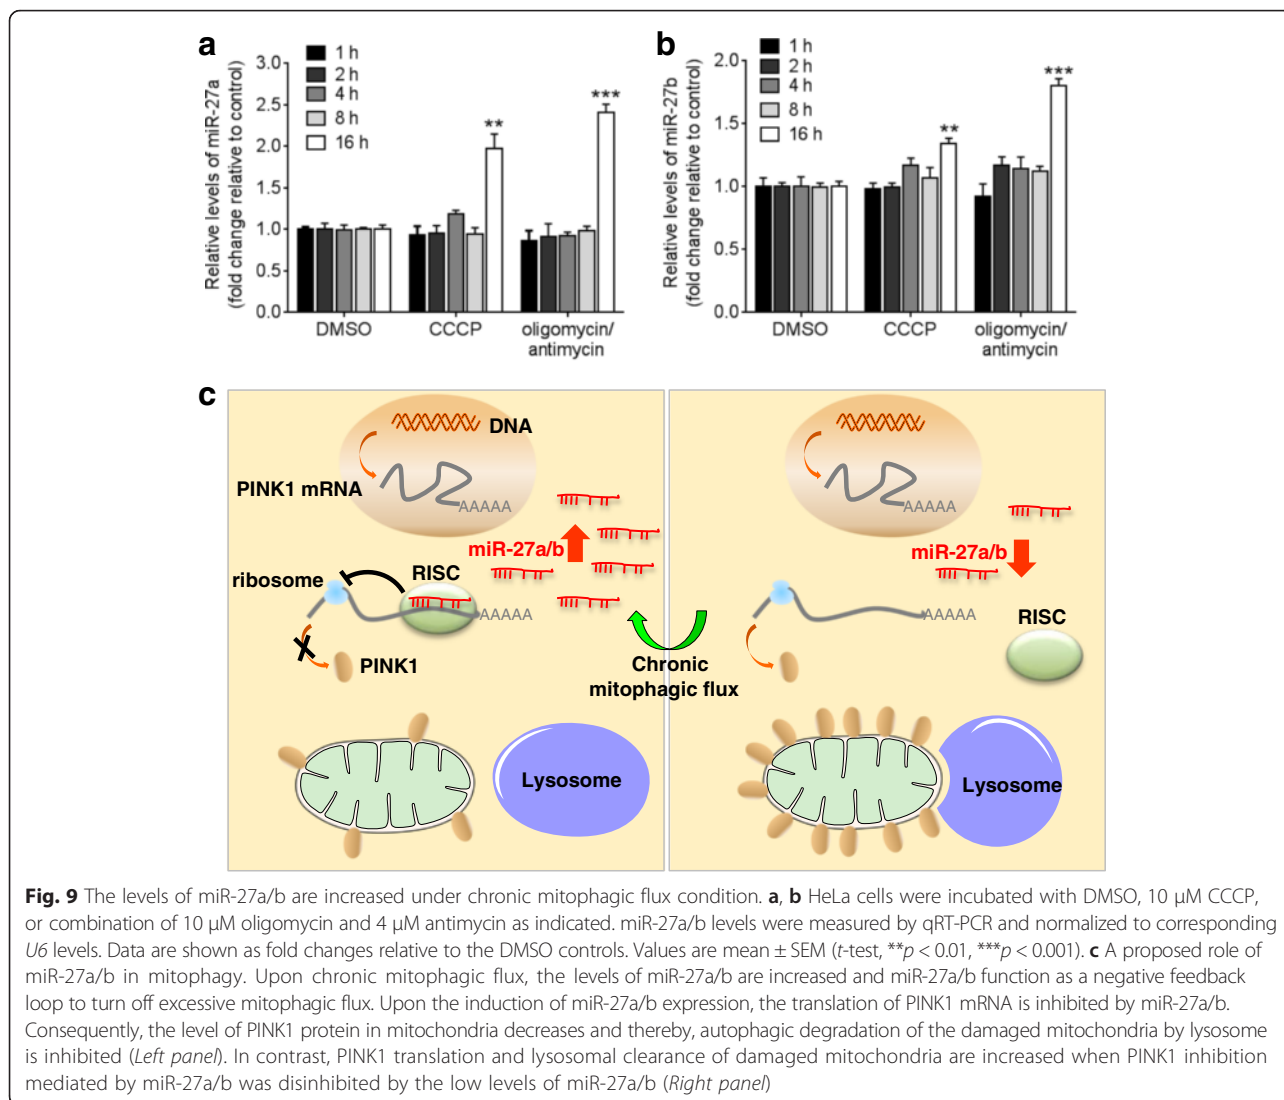 a
1 h
2 h
4 h
8 h
16 h
Relative levels of miR-27a
(fold change relative to control)
3.0
2.5
2.0
1.5
1.0
0.5
0.0
**
***
DMSO
CCCP
oligomycin/
antimycin
b
1 h
2 h
4 h
8 h
16 h
Relative levels of miR-27b
(fold change relative to control)
2.0
1.5
1.0
0.5
0.0
**
***
DMSO
CCCP
oligomycin/
antimycin
c
DNA
PINK1 mRNA
AAAAA
miR-27a/b
ribosome
RISC
AAAAA
PINK1
Lysosome
Chronic
mitophagic flux
AAAAA
miR-27a/b
AAAAA
RISC
Lysosome
Fig. 9 The levels of miR-27a/b are increased under chronic mitophagic flux condition. a, b HeLa cells were incubated with DMSO, 10 μM CCCP,
or combination of 10 μM oligomycin and 4 μM antimycin as indicated. miR-27a/b levels were measured by qRT-PCR and normalized to corresponding
U6 levels. Data are shown as fold changes relative to the DMSO controls. Values are mean ± SEM (t-test, **p < 0.01, ***p < 0.001). c A proposed role of
miR-27a/b in mitophagy. Upon chronic mitophagic flux, the levels of miR-27a/b are increased and miR-27a/b function as a negative feedback
loop to turn off excessive mitophagic flux. Upon the induction of miR-27a/b expression, the translation of PINK1 mRNA is inhibited by miR-27a/b.
Consequently, the level of PINK1 protein in mitochondria decreases and thereby, autophagic degradation of the damaged mitochondria by lysosome
is inhibited (Left panel). In contrast, PINK1 translation and lysosomal clearance of damaged mitochondria are increased when PINK1 inhibition
mediated by miR-27a/b was disinhibited by the low levels of miR-27a/b (Right panel)